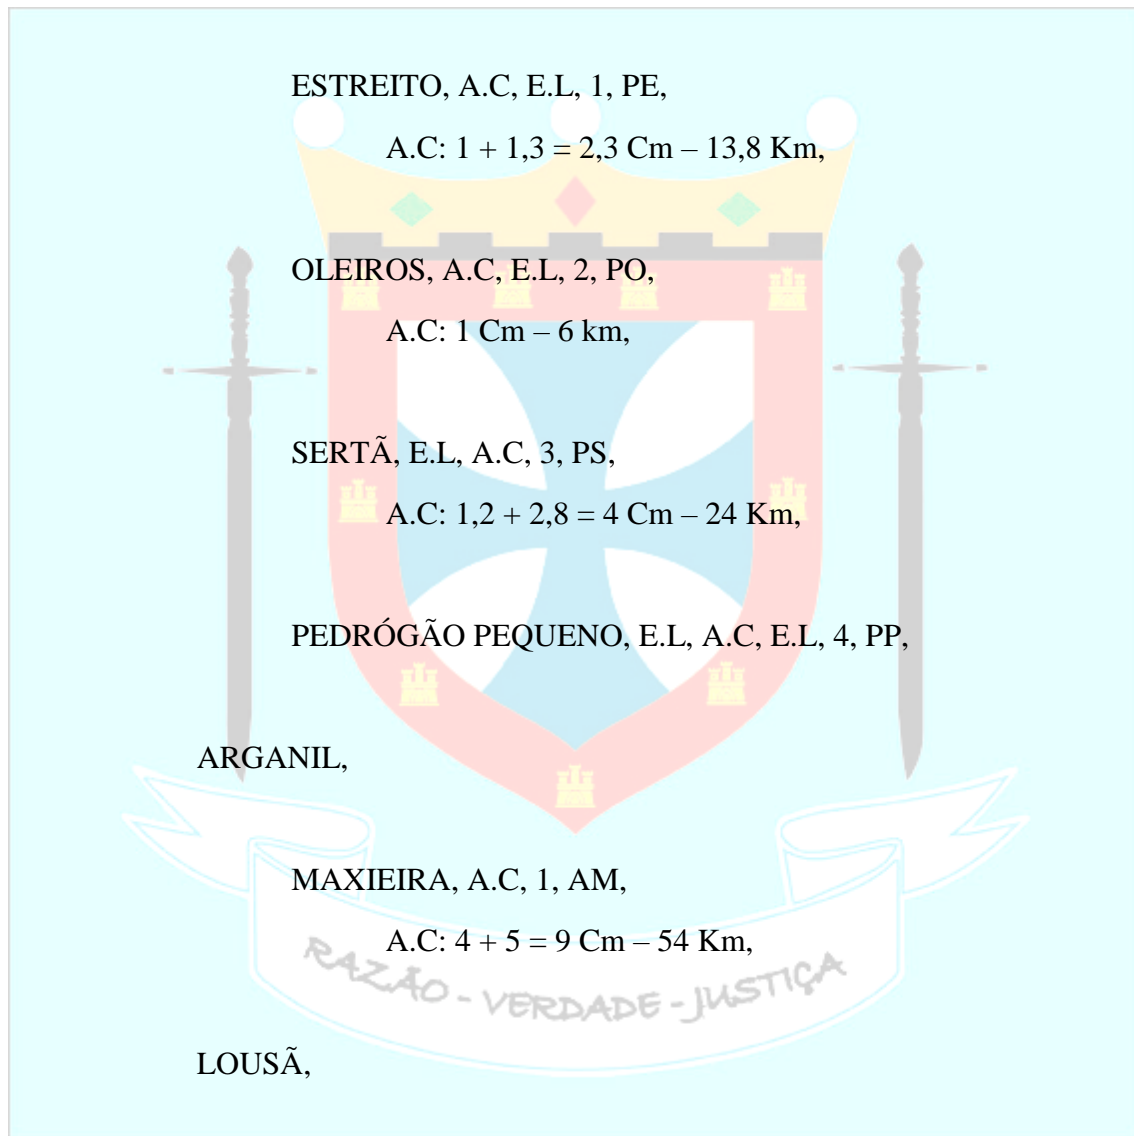 ESTREITO, A.C, E.L, 1, PE,
A.C: 1 + 1,3 = 2,3 Cm – 13,8 Km,
OLEIROS, A.C, E.L, 2, PO,
A.C: 1 Cm – 6 km,
SERTÃ, E.L, A.C, 3, PS,
A.C: 1,2 + 2,8 = 4 Cm – 24 Km,
PEDRÓGÃO PEQUENO, E.L, A.C, E.L, 4, PP,
ARGANIL,
MAXIEIRA, A.C, 1, AM,
A.C: 4 + 5 = 9 Cm – 54 Km,
RAZÃO - VERDADE - JUSTIÇA
LOUSÃ,